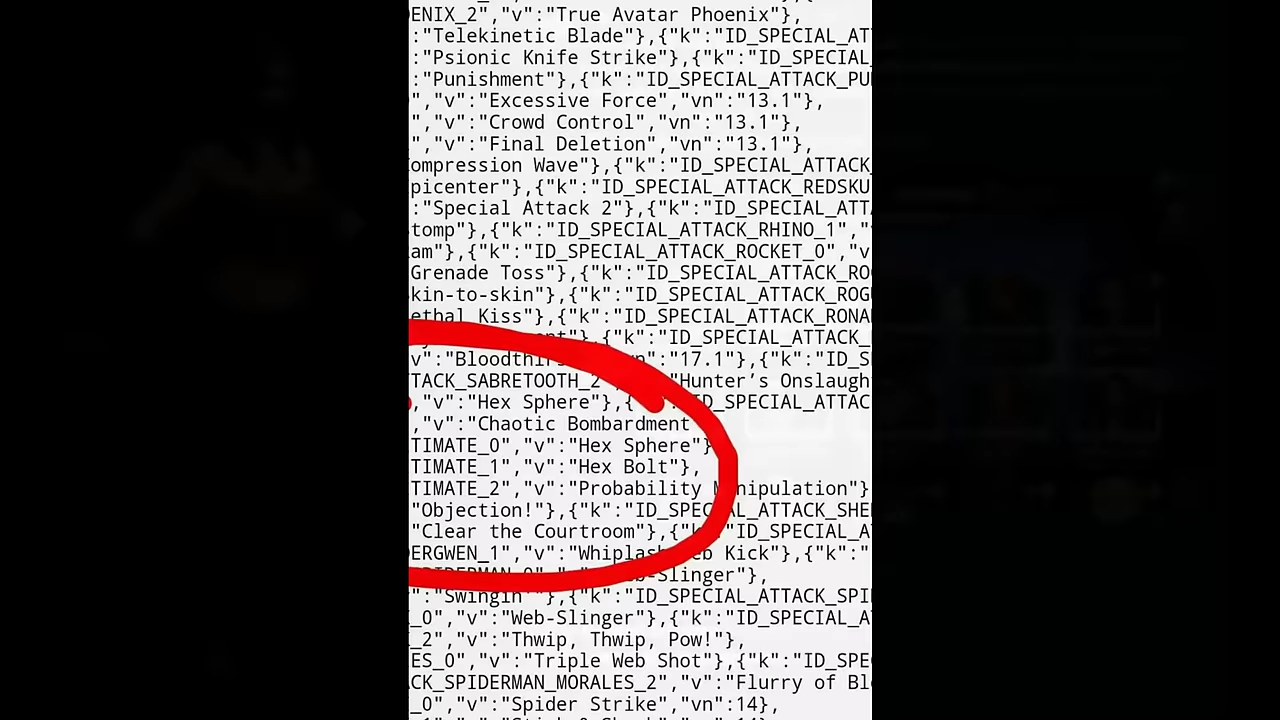 ENIX_2","v":"True Avatar Phoenix"},
:"Telekinetic Blade"},{"k":"ID_SPECIAL_AT
:"Psionic Knife Strike"},{"k":"ID_SPECIAL_
:"Punishment"},{"k":"ID_SPECIAL_ATTACK_PU
","v":"Excessive Force","vn":"13.1"},
","v":"Crowd Control","vn":"13.1"},
","v":"Final Deletion","vn":"13.1"},
ompression Wave"},{"k":"ID_SPECIAL_ATTACK_
picenter"},{"k":"ID_SPECIAL_ATTACK_REDSKU
:"Special Attack 2"},{"k":"ID_SPECIAL_ATT
tomp"},{"k":"ID_SPECIAL_ATTACK_RHINO_1","
am"},{"k":"ID_SPECIAL_ATTACK_ROCKET_0","v
Grenade Toss"},{"k":"ID_SPECIAL_ATTACK_RO
kin-to-skin"},{"k":"ID_SPECIAL_ATTACK_ROG
ethal Kiss"},{"k":"ID_SPECIAL_ATTACK_RONA
{"k":"ID_SPECIAL_ATTACK_
v":"Bloodthirs :"17.1"},{"k":"ID_S
TACK_SABRETOOTH_2 "Hunter’s Onslaugh
,"v":"Hex Sphere"},{ ID_SPECIAL_ATTAC
,"v":"Chaotic Bombardment
TIMATE_0","v":"Hex Sphere"}
TIMATE_1","v":"Hex Bolt"},
TIMATE_2","v":"Probability Manipulation"}
"Objection!"},{"k":"ID_SPECIAL_ATTACK_SHE
"Clear the Courtroom"},{"k":"ID_SPECIAL_A
ERGWEN_1","v":"Whiplash Web Kick"},{"k":"
SPIDERMAN_0","v":"Web-Slinger"},
":"Swingin'"},{"k":"ID_SPECIAL_ATTACK_SPI
_0","v":"Web-Slinger"},{"k":"ID_SPECIAL_A
_2","v":"Thwip, Thwip, Pow!"},
ES_0","v":"Triple Web Shot"},{"k":"ID_SPE
CK_SPIDERMAN_MORALES_2","v":"Flurry of Bl
_0","v":"Spider Strike","vn":14},